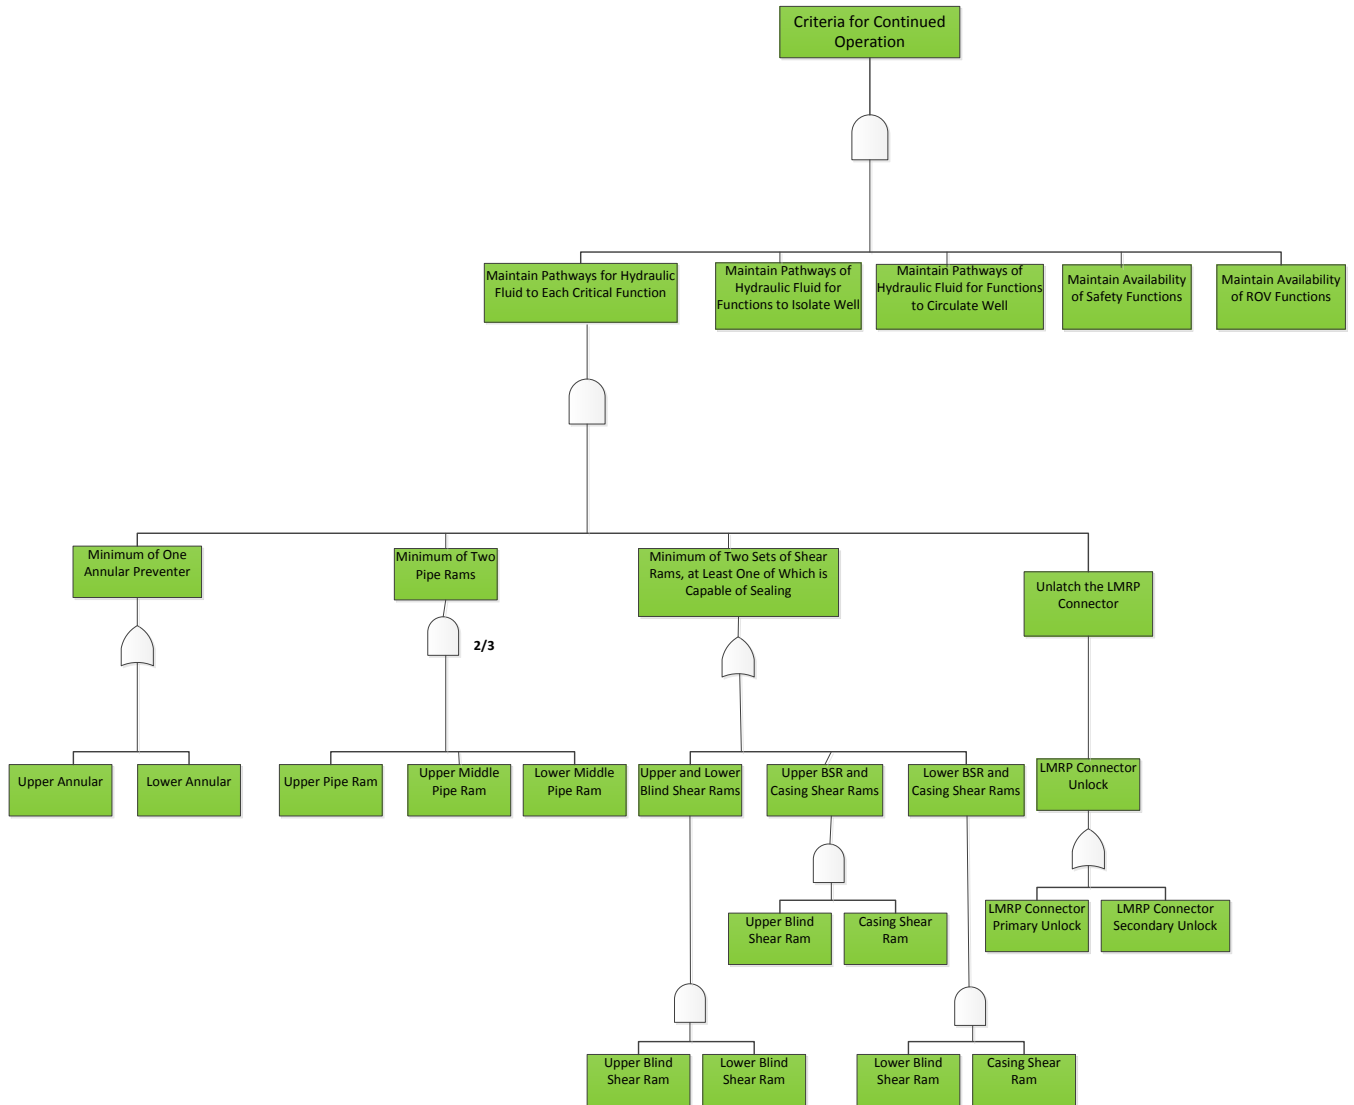 Criteria for Continued
Operation
Maintain Pathways for Hydraulic
Fluid to Each Critical Function
Maintain Pathways of
Hydraulic Fluid for
Functions to Isolate Well
Maintain Pathways of
Hydraulic Fluid for Functions
to Circulate Well
Maintain Availability
of Safety Functions
Maintain Availability
of ROV Functions
Minimum of One
Annular Preventer
Minimum of Two
Pipe Rams
Minimum of Two Sets of Shear
Rams, at Least One of Which is
Capable of Sealing
Unlatch the LMRP
Connector
2/3
Upper Annular
Lower Annular
Upper Pipe Ram
Upper Middle
Pipe Ram
Lower Middle
Pipe Ram
Upper and Lower
Blind Shear Rams
Upper BSR and
Casing Shear Rams
Lower BSR and
Casing Shear Rams
LMRP Connector
Unlock
Upper Blind
Shear Ram
Casing Shear
Ram
LMRP Connector
Primary Unlock
LMRP Connector
Secondary Unlock
Upper Blind
Shear Ram
Lower Blind
Shear Ram
Lower Blind
Shear Ram
Casing Shear
Ram